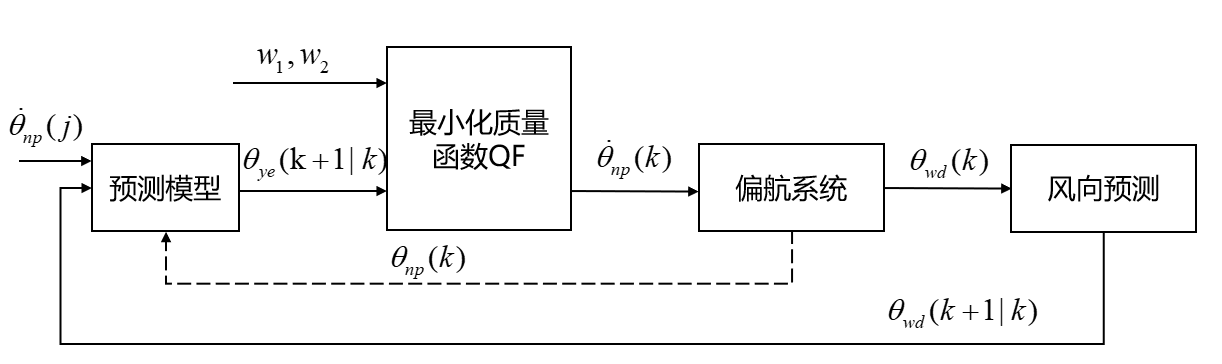 w₁, w₂
最小化质量
函数QF
θ̇ₙₚ(j)
预测模型
θ_ye(k+1|k)
θ̇ₙₚ(k)
偏航系统
θ_wd(k)
风向预测
θₙₚ(k)
θ_wd(k+1|k)